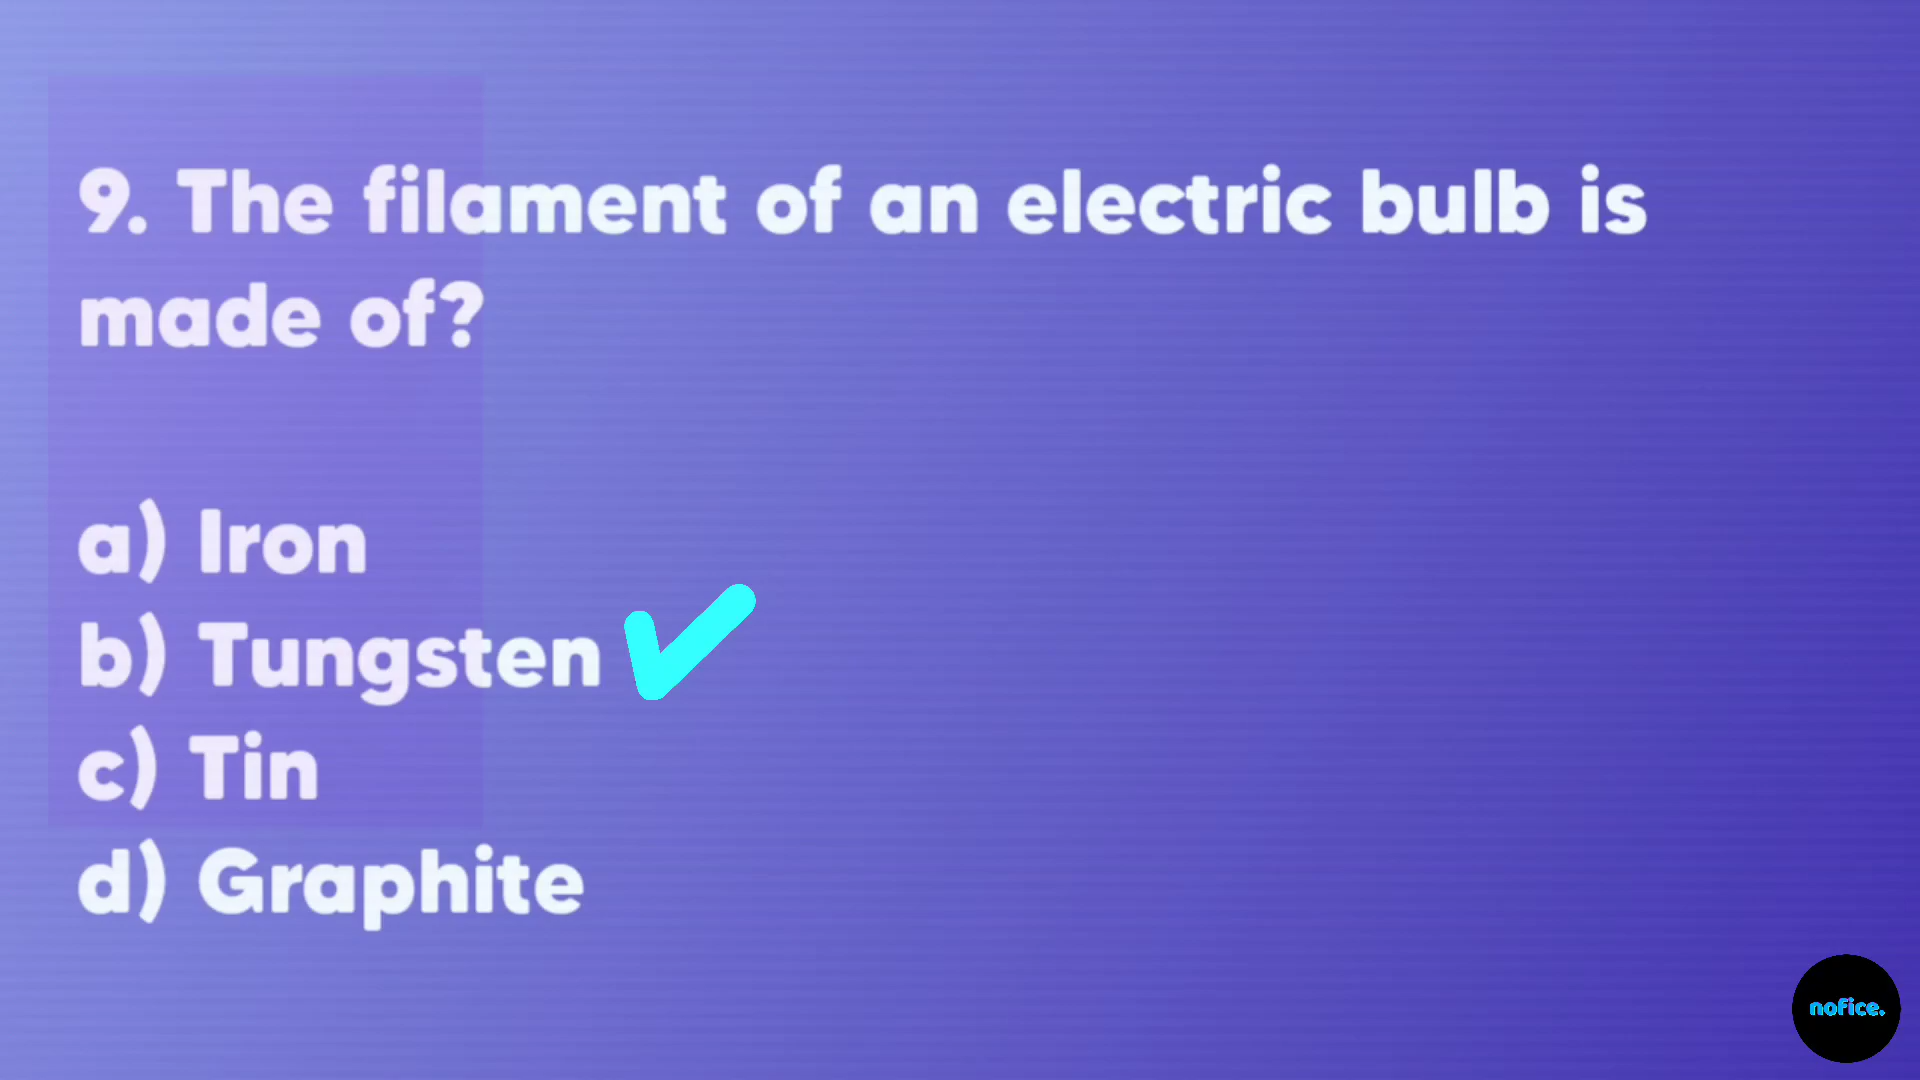 9. The filament of an electric bulb is
made of?
a) Iron
b) Tungsten
c) Tin
d) Graphite
nofice.